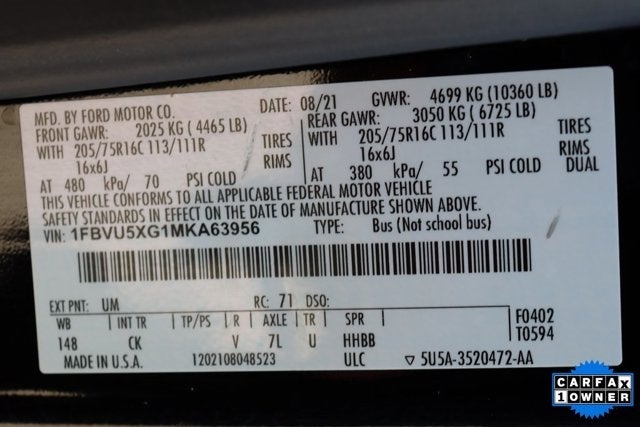 MFD. BY FORD MOTOR CO. DATE: 08/21 GVWR: 4699 KG (10360 LB)
FRONT GAWR: 2025 KG ( 4465 LB) REAR GAWR: 3050 KG ( 6725 LB)
WITH 205/75R16C 113/111R TIRES WITH 205/75R16C 113/111R TIRES
16x6J RIMS 16x6J RIMS
AT 480 kPa/ 70 PSI COLD AT 380 kPa/ 55 PSI COLD DUAL
THIS VEHICLE CONFORMS TO ALL APPLICABLE FEDERAL MOTOR VEHICLE
SAFETY STANDARDS IN EFFECT ON THE DATE OF MANUFACTURE SHOWN ABOVE.
VIN: 1FBVU5XG1MKA63956 TYPE: Bus (Not school bus)
EXT PNT: UM RC: 71 DSO:
WB | INT TR | TP/PS | R | AXLE | TR | SPR | F0402
148 CK V 7L U HHBB T0594
MADE IN U.S.A. 1202108048523 ULC ▽ 5U5A-3520472-AA
CARFAX
1 OWNER